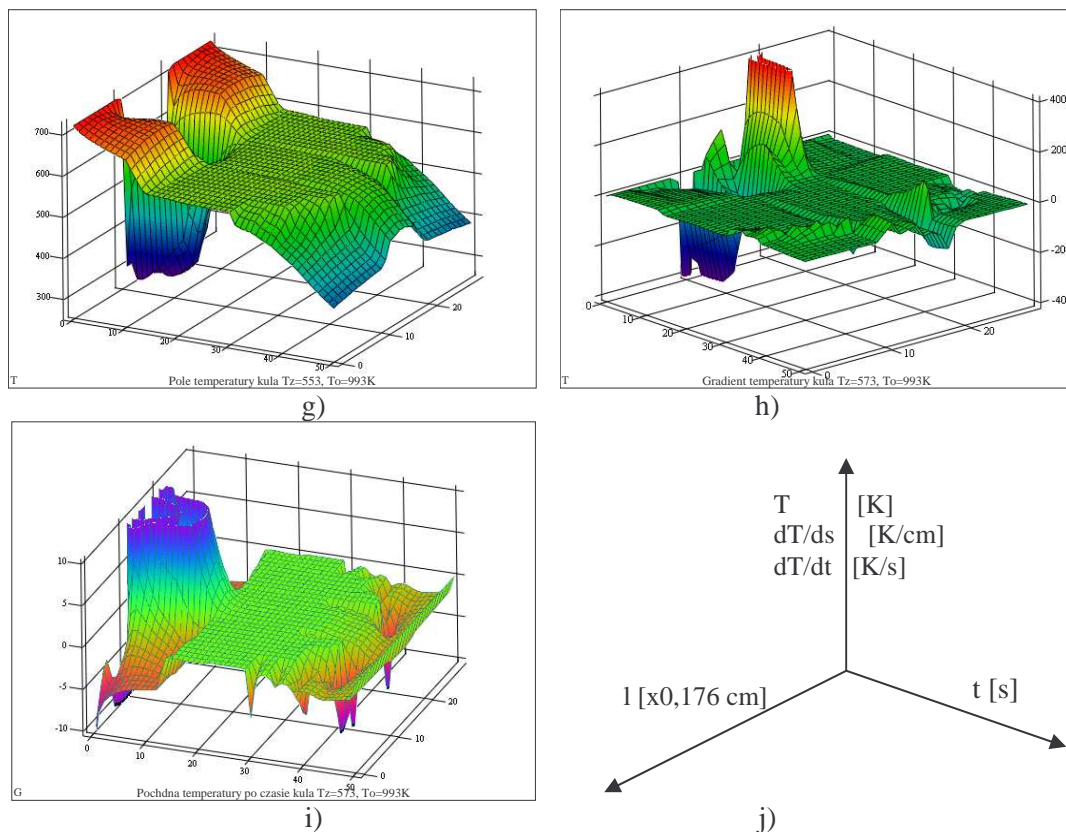 700
600
500
400
300
0
10
20
30
40
50
0
10
20
T
Pole temperatury kula Tz=553, To=993K
g)
400
200
0
-20
-40
0
10
20
30
40
50
0
10
20
T
Gradient temperatury kula Tz=573, To=993K
h)
10
5
0
-5
-10
0
10
20
30
40
50
0
10
20
G
Pochdna temperatury po czasie kula Tz=573, To=993K
i)
T [K]
dT/ds [K/cm]
dT/dt [K/s]
l [x0,176 cm]
t [s]
j)